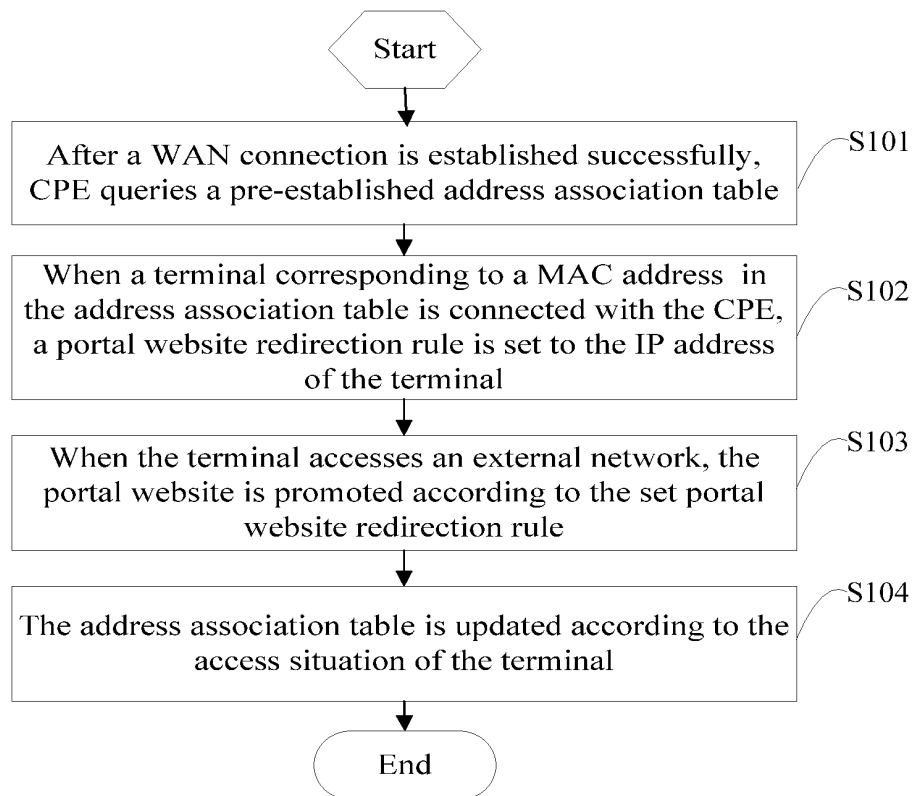 Start
After a WAN connection is established successfully,
CPE queries a pre-established address association table
S101
When a terminal corresponding to a MAC address in
the address association table is connected with the CPE,
a portal website redirection rule is set to the IP address
of the terminal
S102
When the terminal accesses an external network, the
portal website is promoted according to the set portal
website redirection rule
S103
The address association table is updated according to the
access situation of the terminal
S104
End